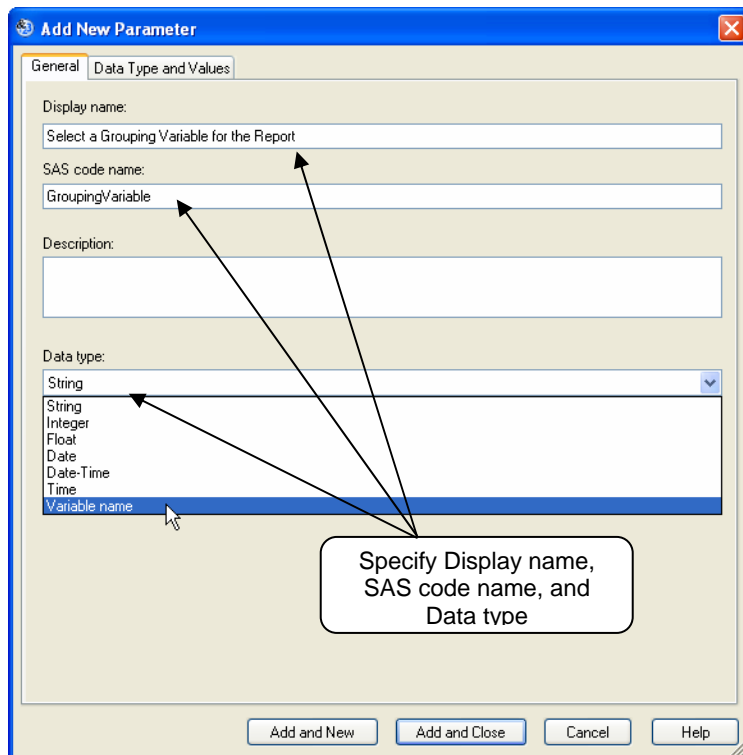 Add New Parameter
General
Data Type and Values
Display name:
Select a Grouping Variable for the Report
SAS code name:
GroupingVariable
Description:
Data type:
String
String
Integer
Float
Date
Date-Time
Time
Variable name
Specify Display name,
SAS code name, and
Data type
Add and New
Add and Close
Cancel
Help